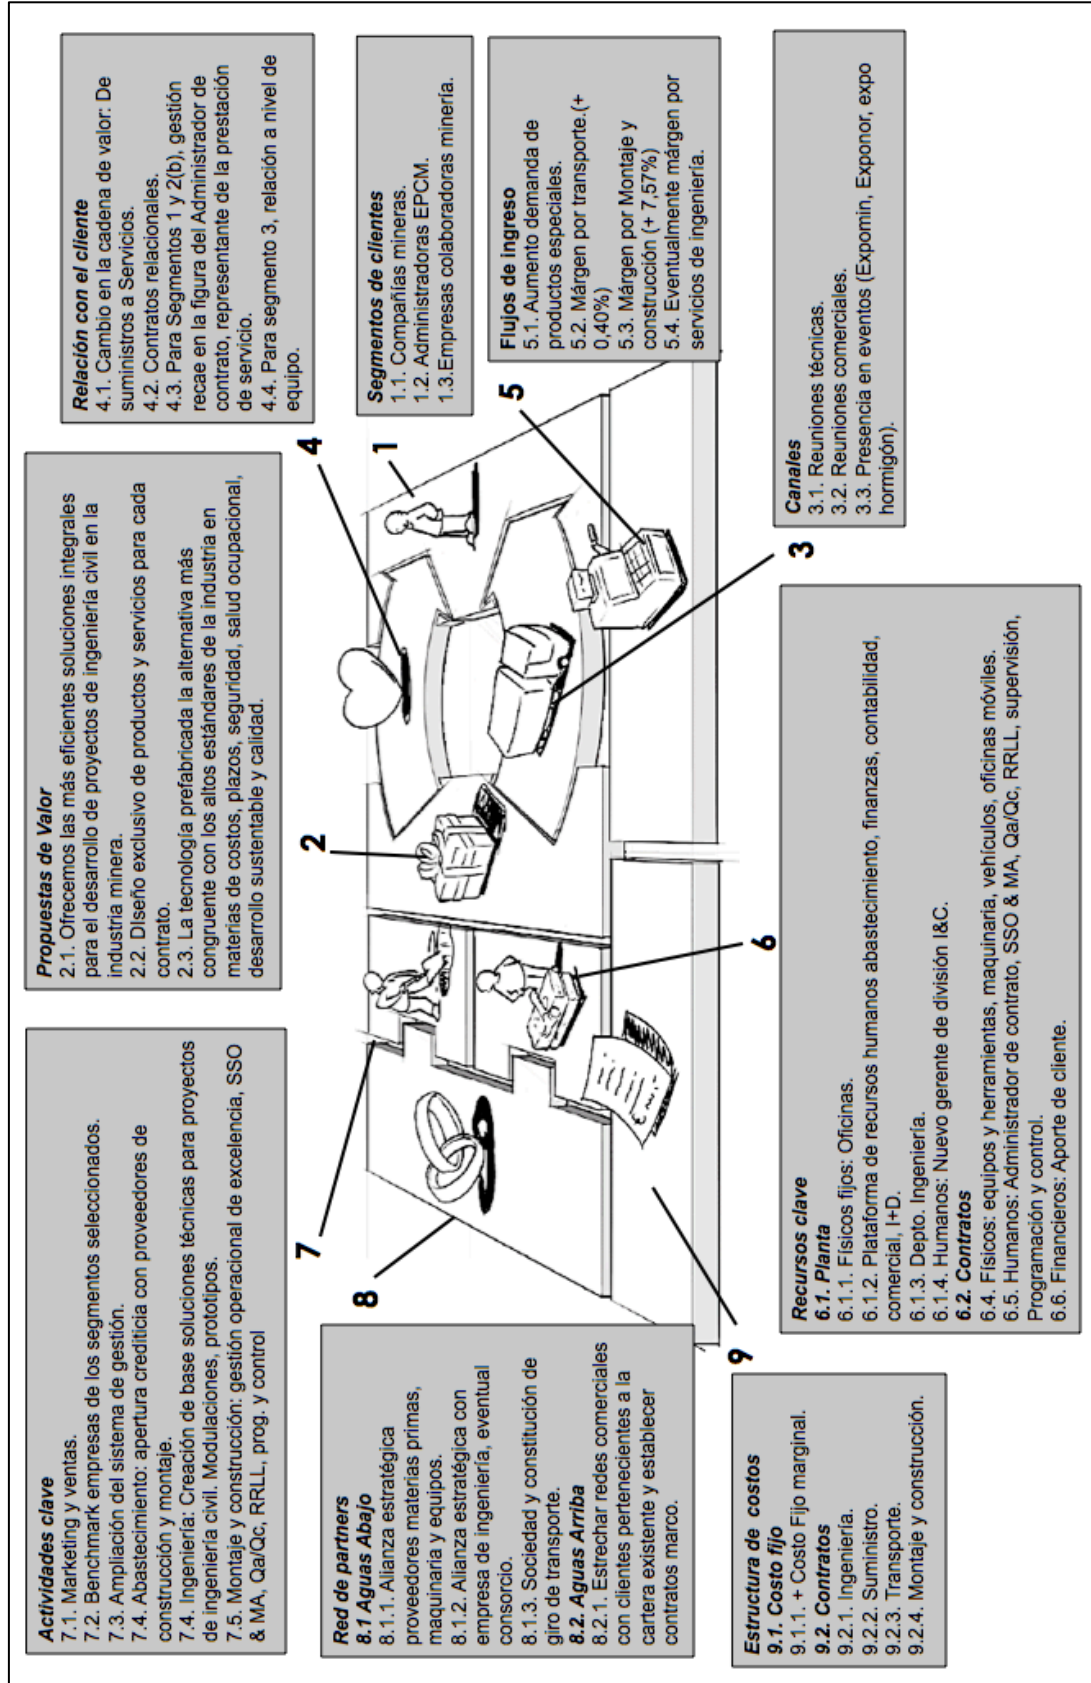 Actividades clave
7.1. Marketing y ventas.
7.2. Benchmark empresas de los segmentos seleccionados.
7.3. Ampliación del sistema de gestión.
7.4. Abastecimiento: apertura crediticia con proveedores de
construcción y montaje.
7.4. Ingeniería: Creación de base soluciones técnicas para proyectos
de ingeniería civil. Modulaciones, prototipos.
7.5. Montaje y construcción: gestión operacional de excelencia, SSO
& MA, Qa/Qc, RRLL, prog. y control
Propuestas de Valor
2.1. Ofrecemos las más eficientes soluciones integrales
para el desarrollo de proyectos de ingeniería civil en la
industria minera.
2.2. DIseño exclusivo de productos y servicios para cada
contrato.
2.3. La tecnología prefabricada la alternativa más
congruente con los altos estándares de la industria en
materias de costos, plazos, seguridad, salud ocupacional,
desarrollo sustentable y calidad.
Relación con el cliente
4.1. Cambio en la cadena de valor: De
suministros a Servicios.
4.2. Contratos relacionales.
4.3. Para Segmentos 1 y 2(b), gestión
recae en la figura del Administrador de
contrato, representante de la prestación
de servicio.
4.4. Para segmento 3, relación a nivel de
equipo.
Red de partners
8.1 Aguas Abajo
8.1.1. Alianza estratégica
proveedores materias primas,
maquinaria y equipos.
8.1.2. Alianza estratégica con
empresa de ingeniería, eventual
consorcio.
8.1.3. Sociedad y constitución de
giro de transporte.
8.2. Aguas Arriba
8.2.1. Estrechar redes comerciales
con clientes pertenecientes a la
cartera existente y establecer
contratos marco.
8
7
2
4
1
Segmentos de clientes
1.1. Compañías mineras.
1.2. Administradoras EPCM.
1.3.Empresas colaboradoras minería.
5
Flujos de ingreso
5.1. Aumento demanda de
productos especiales.
5.2. Márgen por transporte.(+
0,40%)
5.3. Márgen por Montaje y
construcción (+ 7,57%)
5.4. Eventualmente márgen por
servicios de ingeniería.
9
6
3
Estructura de costos
9.1. Costo fijo
9.1.1. + Costo Fijo marginal.
9.2. Contratos
9.2.1. Ingeniería.
9.2.2. Suministro.
9.2.3. Transporte.
9.2.4. Montaje y construcción.
Recursos clave
6.1. Planta
6.1.1. Físicos fijos: Oficinas.
6.1.2. Plataforma de recursos humanos abastecimiento, finanzas, contabilidad,
comercial, I+D.
6.1.3. Depto. Ingeniería.
6.1.4. Humanos: Nuevo gerente de división I&C.
6.2. Contratos
6.4. Físicos: equipos y herramientas, maquinaria, vehículos, oficinas móviles.
6.5. Humanos: Administrador de contrato, SSO & MA, Qa/Qc, RRLL, supervisión,
Programación y control.
6.6. Financieros: Aporte de cliente.
Canales
3.1. Reuniones técnicas.
3.2. Reuniones comerciales.
3.3. Presencia en eventos (Expomin, Exponor, expo
hormigón).